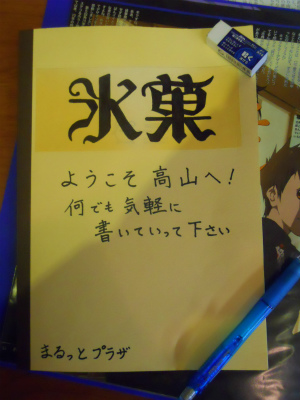 氷菓
ようこそ 高山へ!
何でも 気軽に
書いていって下さい
まるっと プラザ